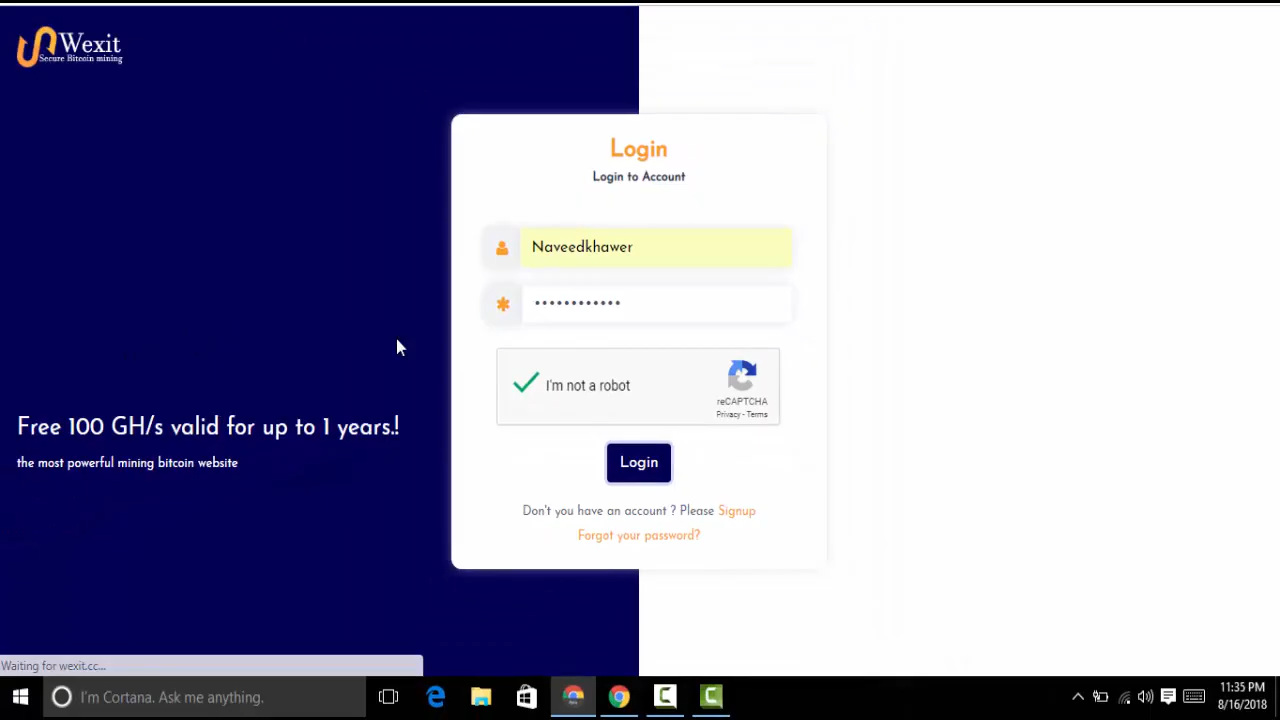 Wexit
Secure Bitcoin mining
Login
Login to Account
Naveedkhawer
••••••••••••
I'm not a robot
reCAPTCHA
Privacy - Terms
Login
Don't you have an account ? Please Signup
Forgot your password?
Free 100 GH/s valid for up to 1 years.!
the most powerful mining bitcoin website
Waiting for wexit.cc...
I'm Cortana. Ask me anything.
11:35 PM
8/16/2018